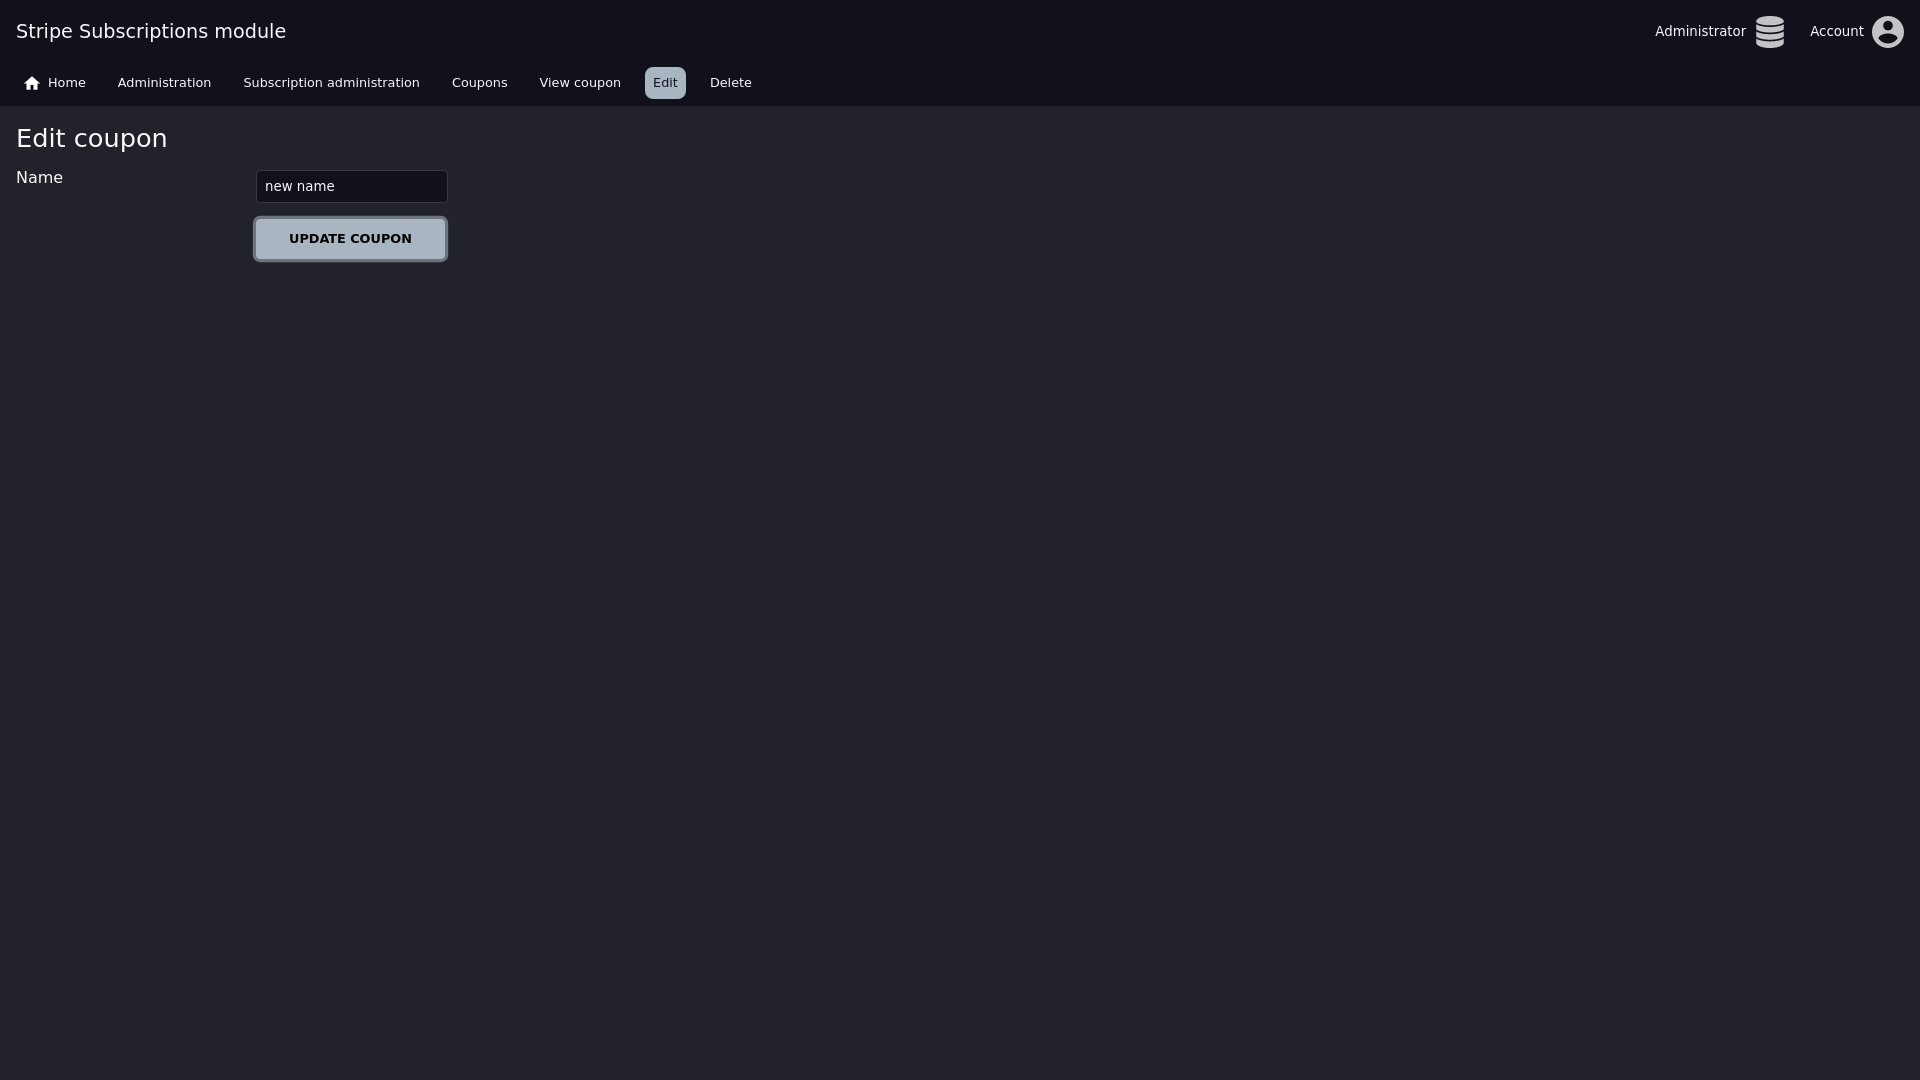 Stripe Subscriptions module
Administrator
Account
Home
Administration
Subscription administration
Coupons
View coupon
Edit
Delete
Edit coupon
Name
new name
UPDATE COUPON